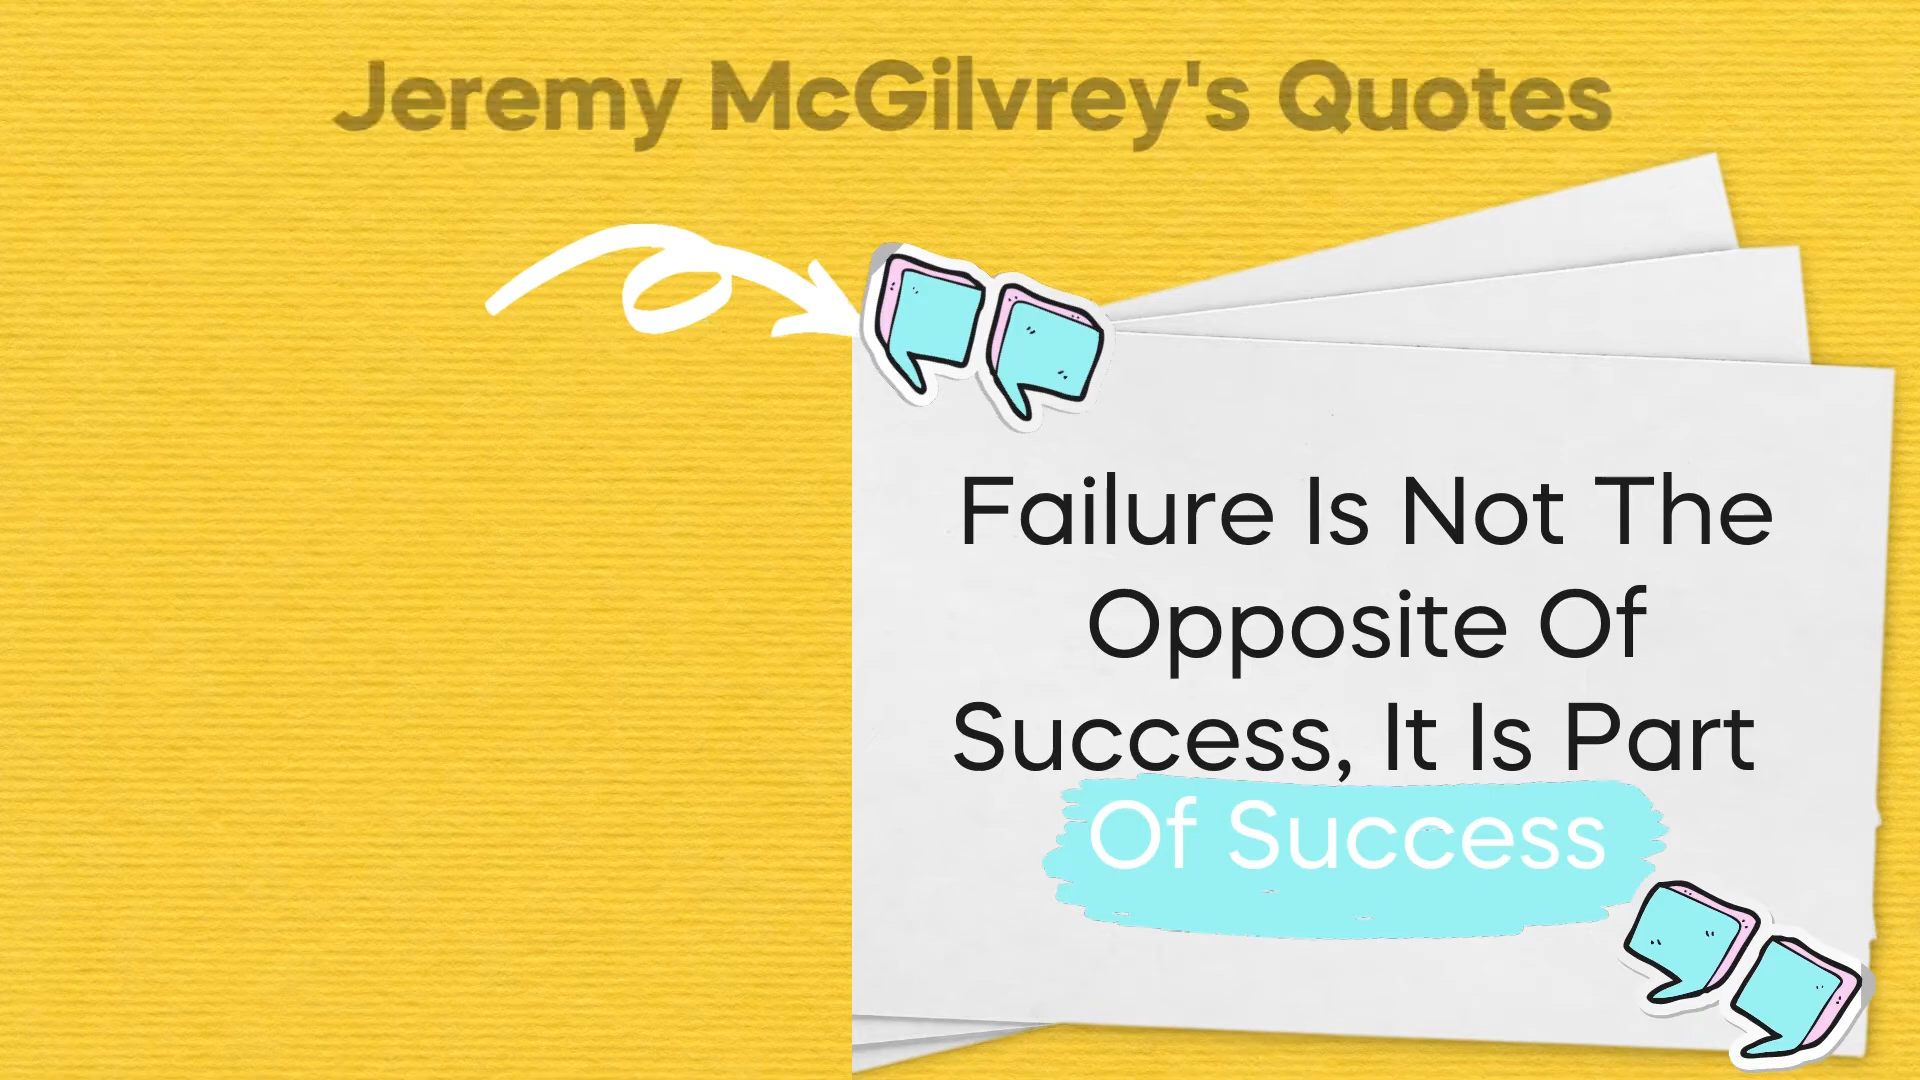 Jeremy McGilvrey's Quotes
Failure Is Not The
Opposite Of
Success, It Is Part
Of Success